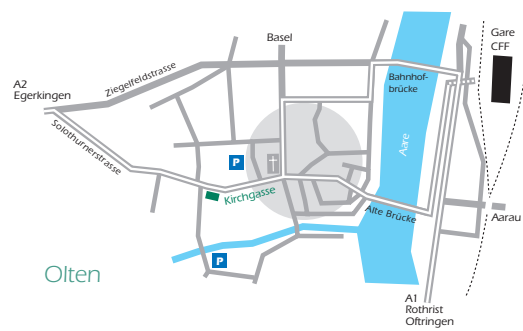 Basel
Gare
CFF
A2
Egerkingen
Ziegelfeldstrasse
Bahnhof-
brücke
Solothurnerstrasse
Aare
P
Kirchgasse
Alte Brücke
Aarau
P
Olten
A1
Rothrist
Oftringen